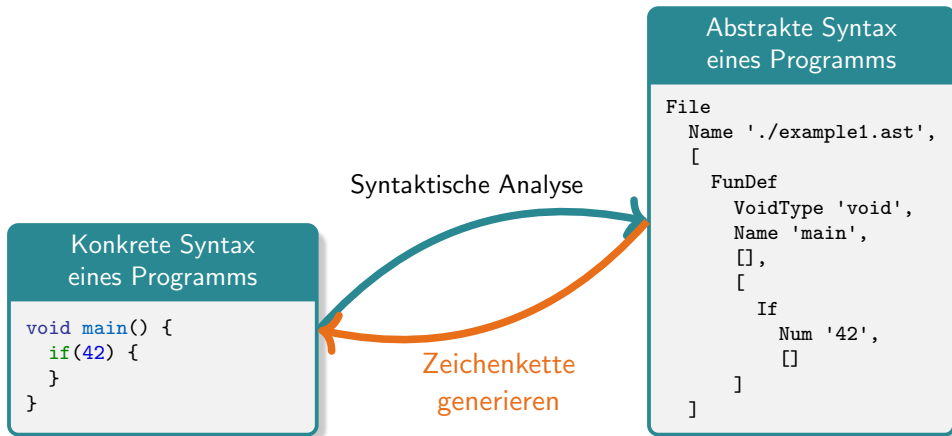 Abstrakte Syntax
eines Programms
File
  Name './example1.ast',
  [
    FunDef
      VoidType 'void',
      Name 'main',
      [],
      [
        If
          Num '42',
          []
      ]
  ]
Syntaktische Analyse
Konkrete Syntax
eines Programms
void main() {
  if(42) {
  }
}
Zeichenkette
generieren